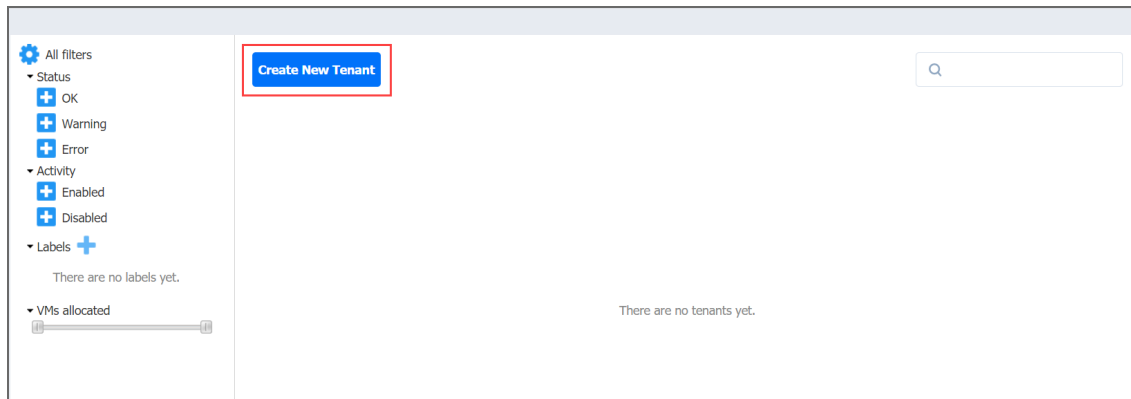 All filters
Status
OK
Warning
Error
Activity
Enabled
Disabled
Labels
There are no labels yet.
VMs allocated
Create New Tenant
There are no tenants yet.